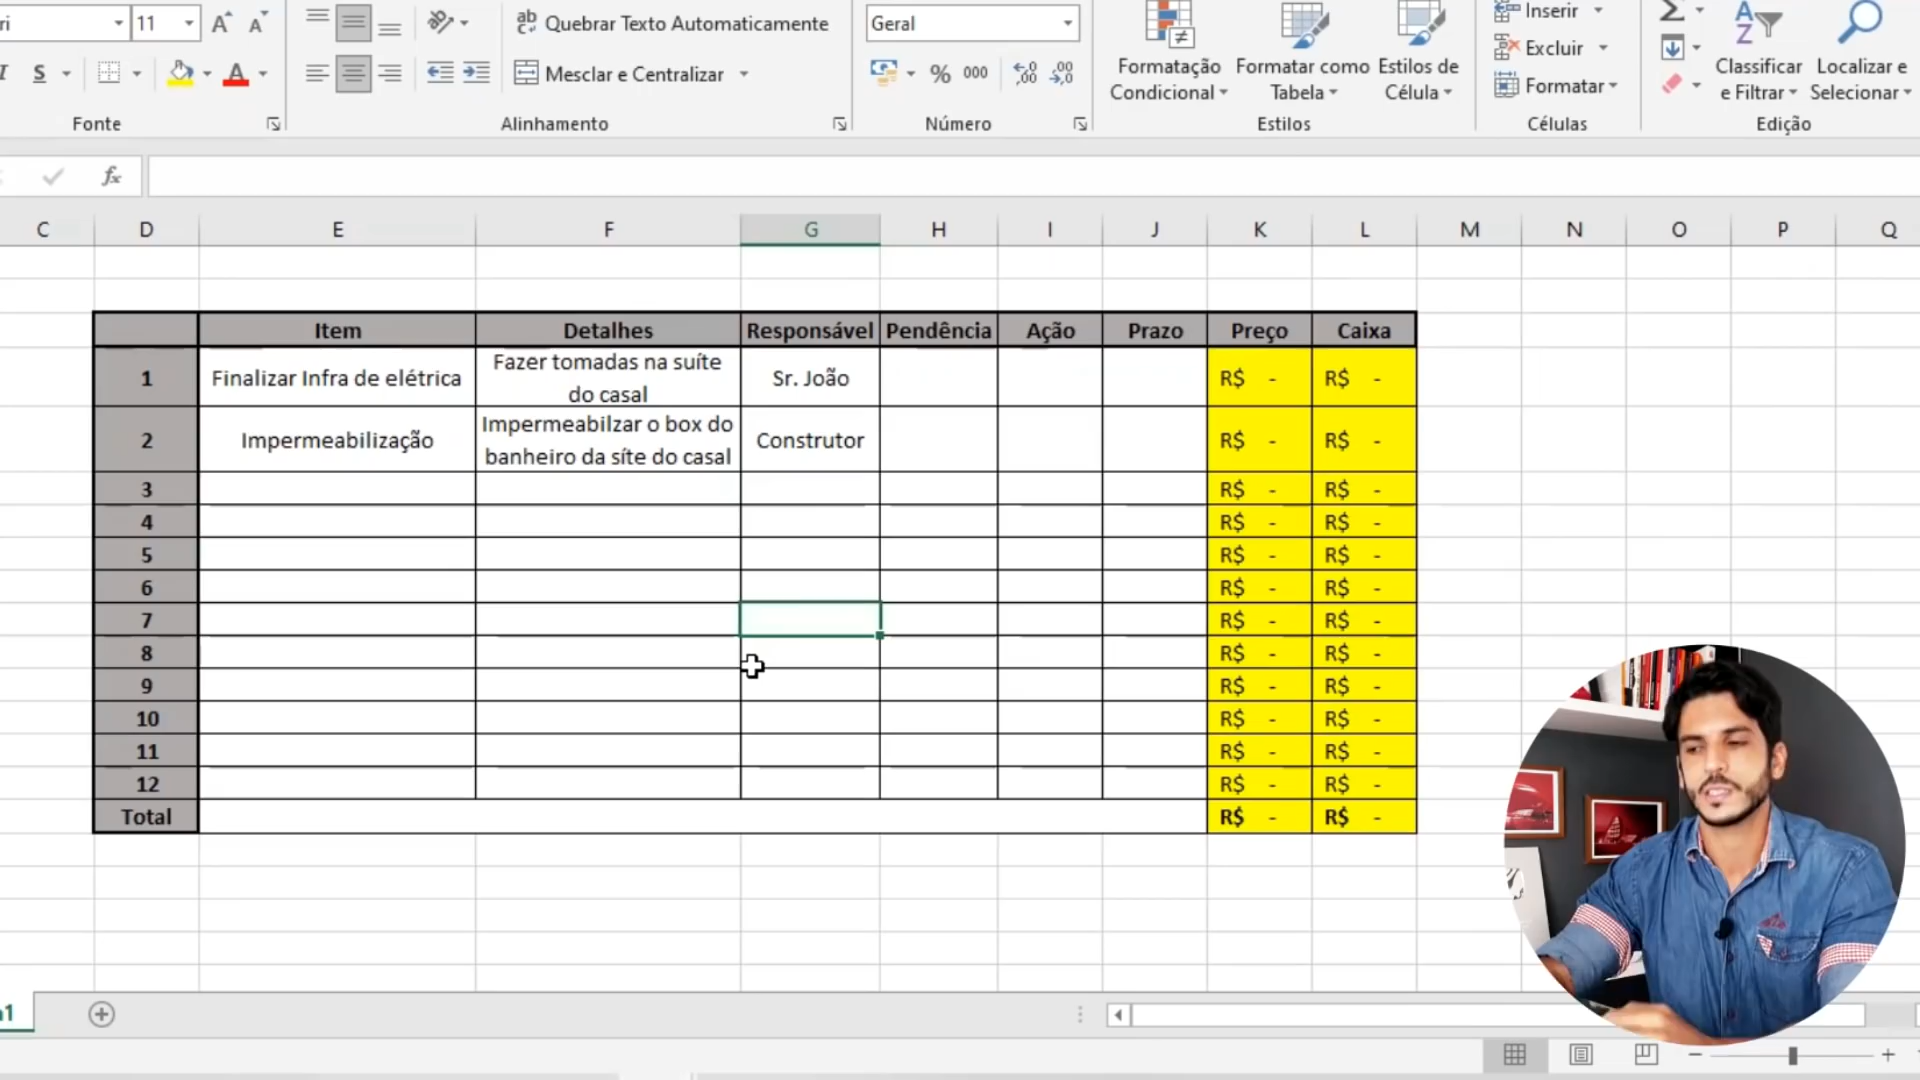 11
A
A
ab
Quebrar Texto Automaticamente
Geral
Inserir
Σ
S
A
Mesclar e Centralizar
%
000
Formatação
Condicional
Formatar como
Tabela
Estilos de
Célula
Excluir
Formatar
Classificar
e Filtrar
Localizar e
Selecionar
Fonte
Alinhamento
Número
Estilos
Células
Edição
fx
C D E F G H I J K L M N O P Q
Item Detalhes Responsável Pendência Ação Prazo Preço Caixa
1 Finalizar Infra de elétrica Fazer tomadas na suíte do casal Sr. João R$ - R$ -
2 Impermeabilização Impermeabilzar o box do banheiro da síte do casal Construtor R$ - R$ -
3 R$ - R$ -
4 R$ - R$ -
5 R$ - R$ -
6 R$ - R$ -
7 R$ - R$ -
8 R$ - R$ -
9 R$ - R$ -
10 R$ - R$ -
11 R$ - R$ -
12 R$ - R$ -
Total R$ - R$ -